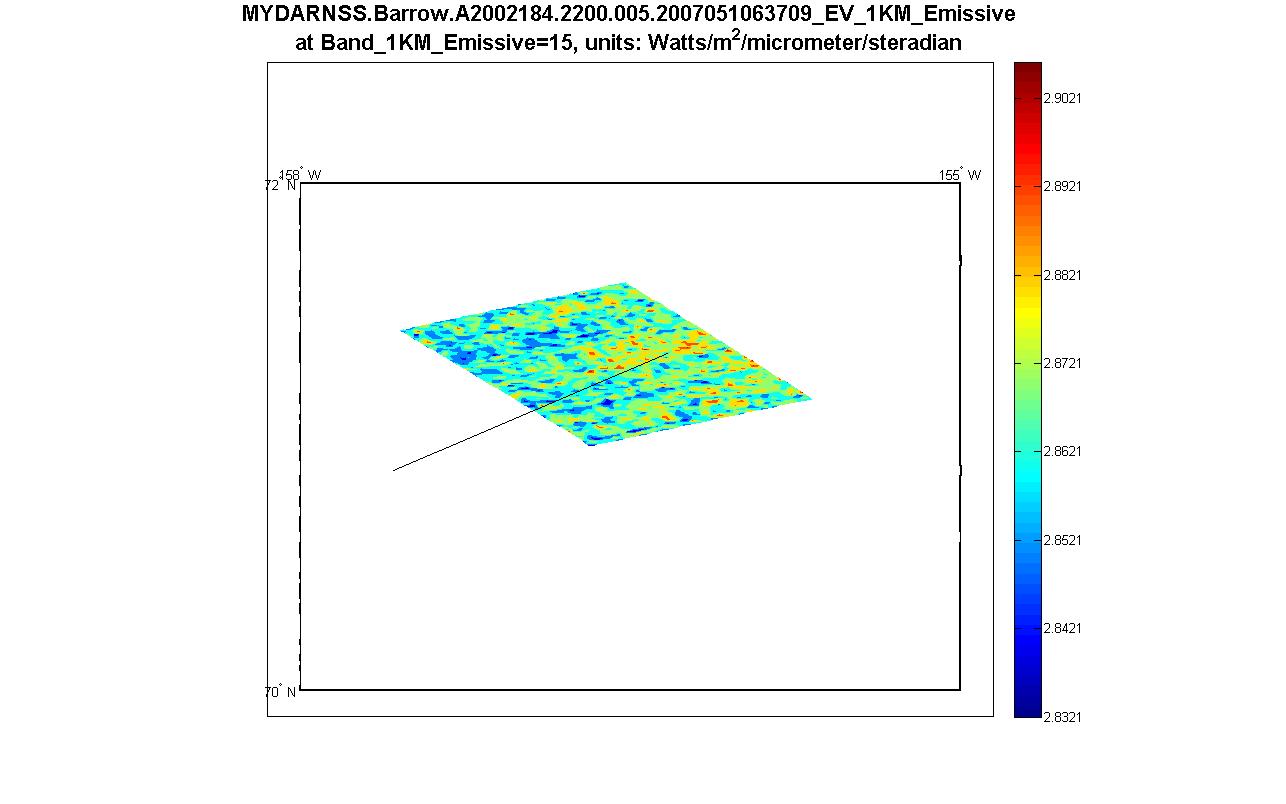 MYDARNSS.Barrow.A2002184.2200.005.2007051063709_EV_1KM_Emissive
at Band_1KM_Emissive=15, units: Watts/m²/micrometer/steradian
158° W
155° W
72° N
70° N
2.9021
2.8921
2.8821
2.8721
2.8621
2.8521
2.8421
2.8321